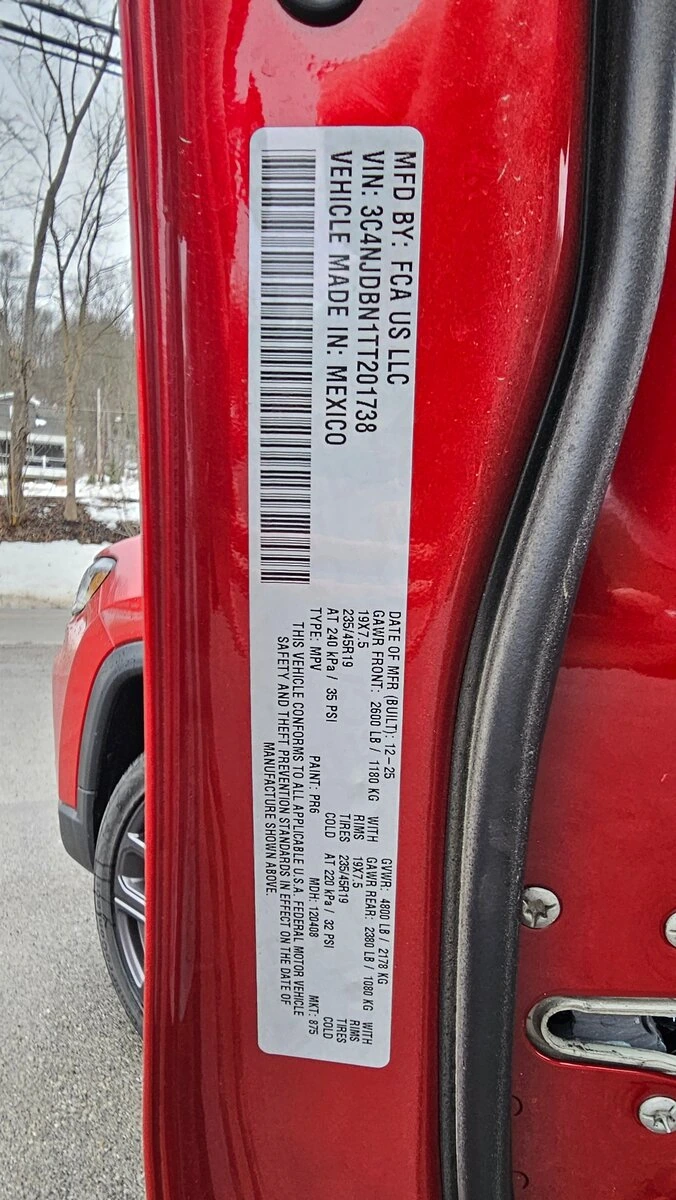 MFD BY: FCA US LLC
VIN: 3C4NJDBN1TT201738
VEHICLE MADE IN: MEXICO
DATE OF MFR (BUILT): 12-25 GVWR: 4800 LB / 2178 KG
GAWR FRONT: 2600 LB / 1180 KG WITH GAWR REAR: 2380 LB / 1080 KG WITH
19X7.5 RIMS 19X7.5 RIMS
235/45R19 TIRES 235/45R19 TIRES
AT 240 kPa / 35 PSI COLD AT 220 kPa / 32 PSI COLD
TYPE: MPV PAINT: PR6 MDH: 120408 MKT: 875
THIS VEHICLE CONFORMS TO ALL APPLICABLE U.S.A. FEDERAL MOTOR VEHICLE
SAFETY AND THEFT PREVENTION STANDARDS IN EFFECT ON THE DATE OF
MANUFACTURE SHOWN ABOVE.